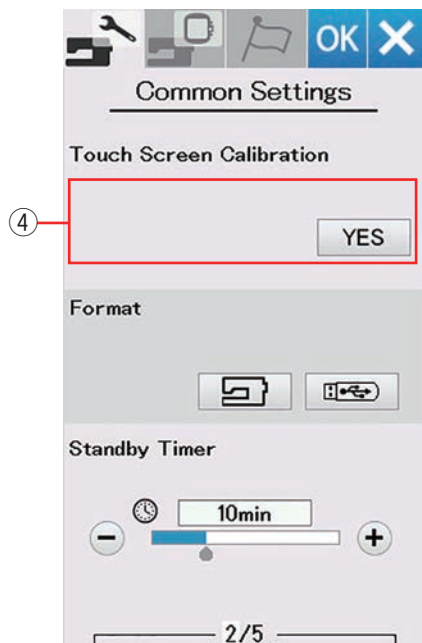 OK
Common Settings
Touch Screen Calibration
④
YES
Format
Standby Timer
10min
2/5